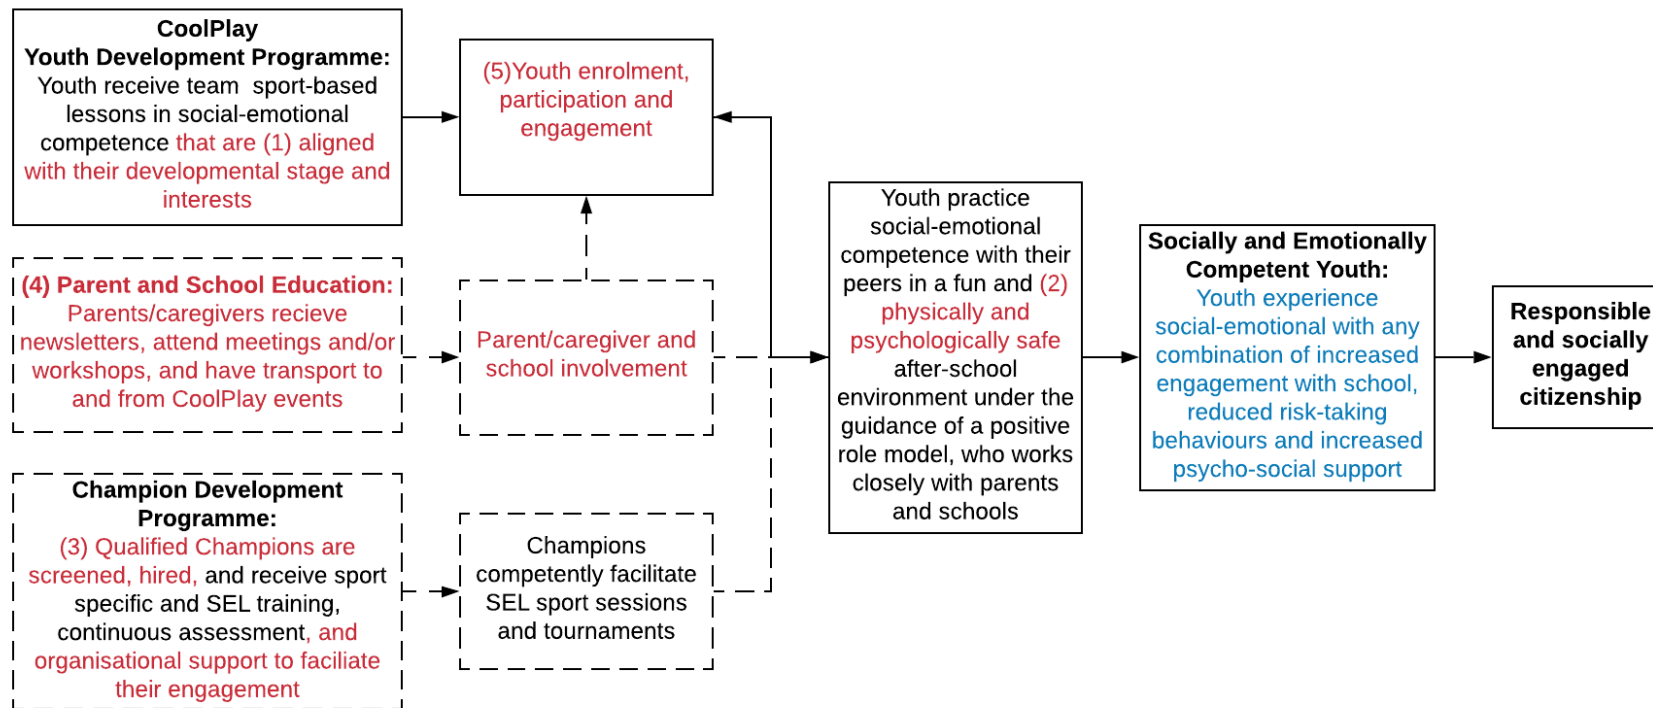 CoolPlay
Youth Development Programme:
Youth receive team sport-based
lessons in social-emotional
competence that are (1) aligned
with their developmental stage and
interests
(5)Youth enrolment,
participation and
engagement
(4) Parent and School Education:
Parents/caregivers recieve
newsletters, attend meetings and/or
workshops, and have transport to
and from CoolPlay events
Parent/caregiver and
school involvement
Champion Development
Programme:
(3) Qualified Champions are
screened, hired, and receive sport
specific and SEL training,
continuous assessment, and
organisational support to faciliate
their engagement
Champions
competently facilitate
SEL sport sessions
and tournaments
Youth practice
social-emotional
competence with their
peers in a fun and (2)
physically and
psychologically safe
after-school
environment under the
guidance of a positive
role model, who works
closely with parents
and schools
Socially and Emotionally
Competent Youth:
Youth experience
social-emotional with any
combination of increased
engagement with school,
reduced risk-taking
behaviours and increased
psycho-social support
Responsible
and socially
engaged
citizenship